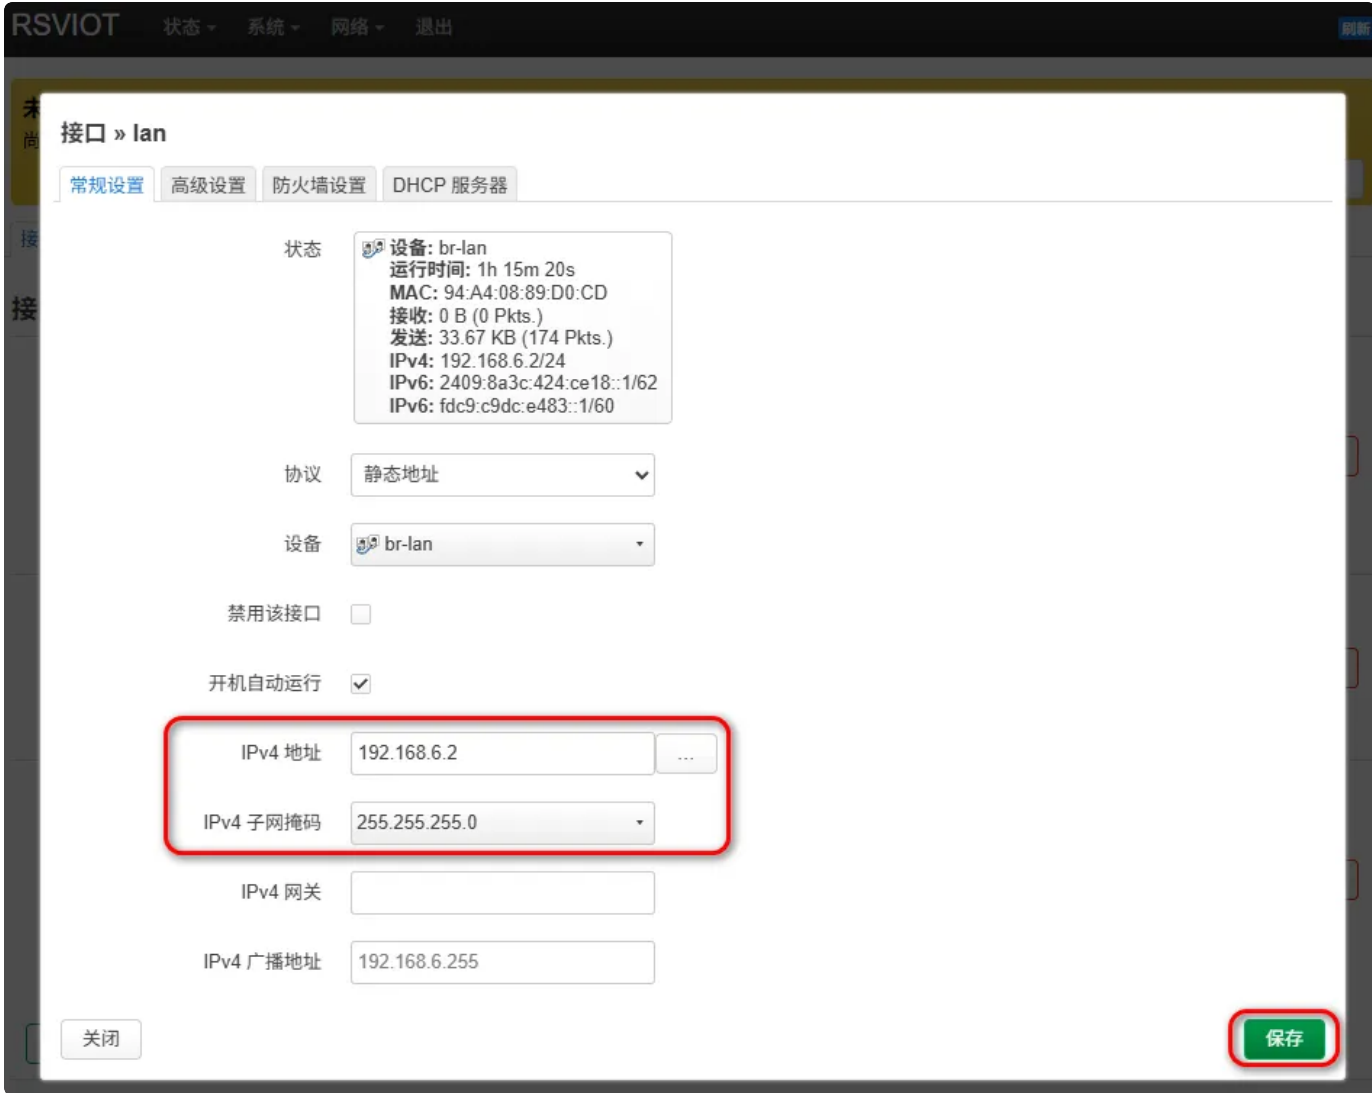 RSVIOT 状态 系统 网络 退出 刷新
未
尚
接口 » lan
常规设置 高级设置 防火墙设置 DHCP 服务器
接
状态
设备: br-lan
运行时间: 1h 15m 20s
MAC: 94:A4:08:89:D0:CD
接收: 0 B (0 Pkts.)
发送: 33.67 KB (174 Pkts.)
IPv4: 192.168.6.2/24
IPv6: 2409:8a3c:424:ce18::1/62
IPv6: fdc9:c9dc:e483::1/60
接
协议 静态地址
设备 br-lan
禁用该接口
开机自动运行
IPv4 地址 192.168.6.2 ...
IPv4 子网掩码 255.255.255.0
IPv4 网关
IPv4 广播地址 192.168.6.255
关闭 保存